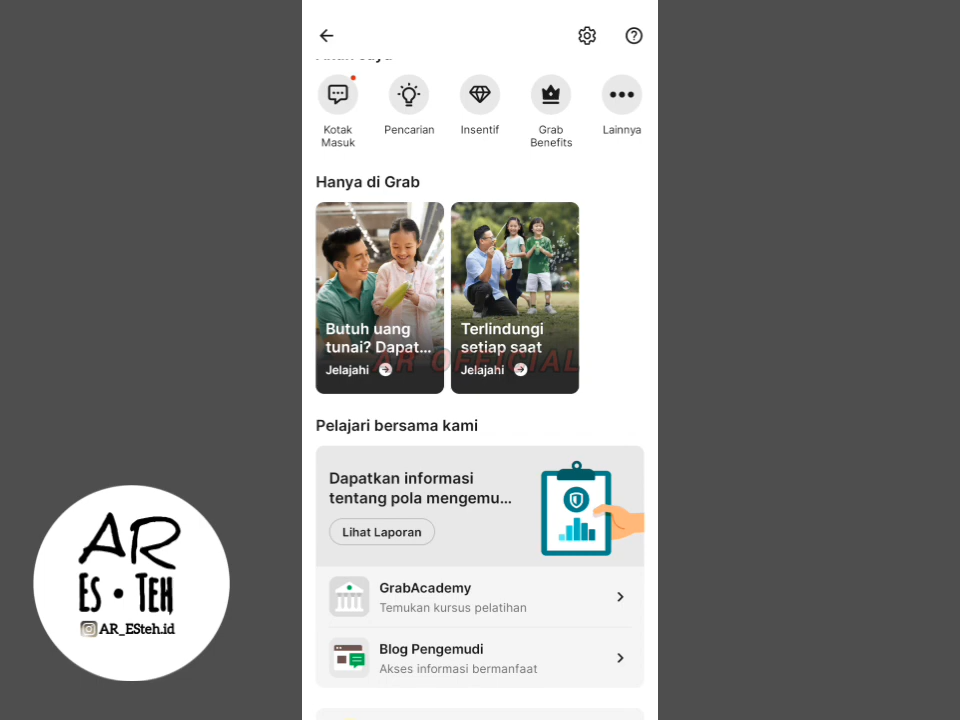 Kotak
Masuk
Pencarian
Insentif
Grab
Benefits
Lainnya
Hanya di Grab
Butuh uang
tunai? Dapat...
Jelajahi
Terlindungi
setiap saat
Jelajahi
AR OFFICIAL
Pelajari bersama kami
Dapatkan informasi
tentang pola mengemu...
Lihat Laporan
GrabAcademy
Temukan kursus pelatihan
Blog Pengemudi
Akses informasi bermanfaat
AR
ES • TEH
AR_ESteh.id